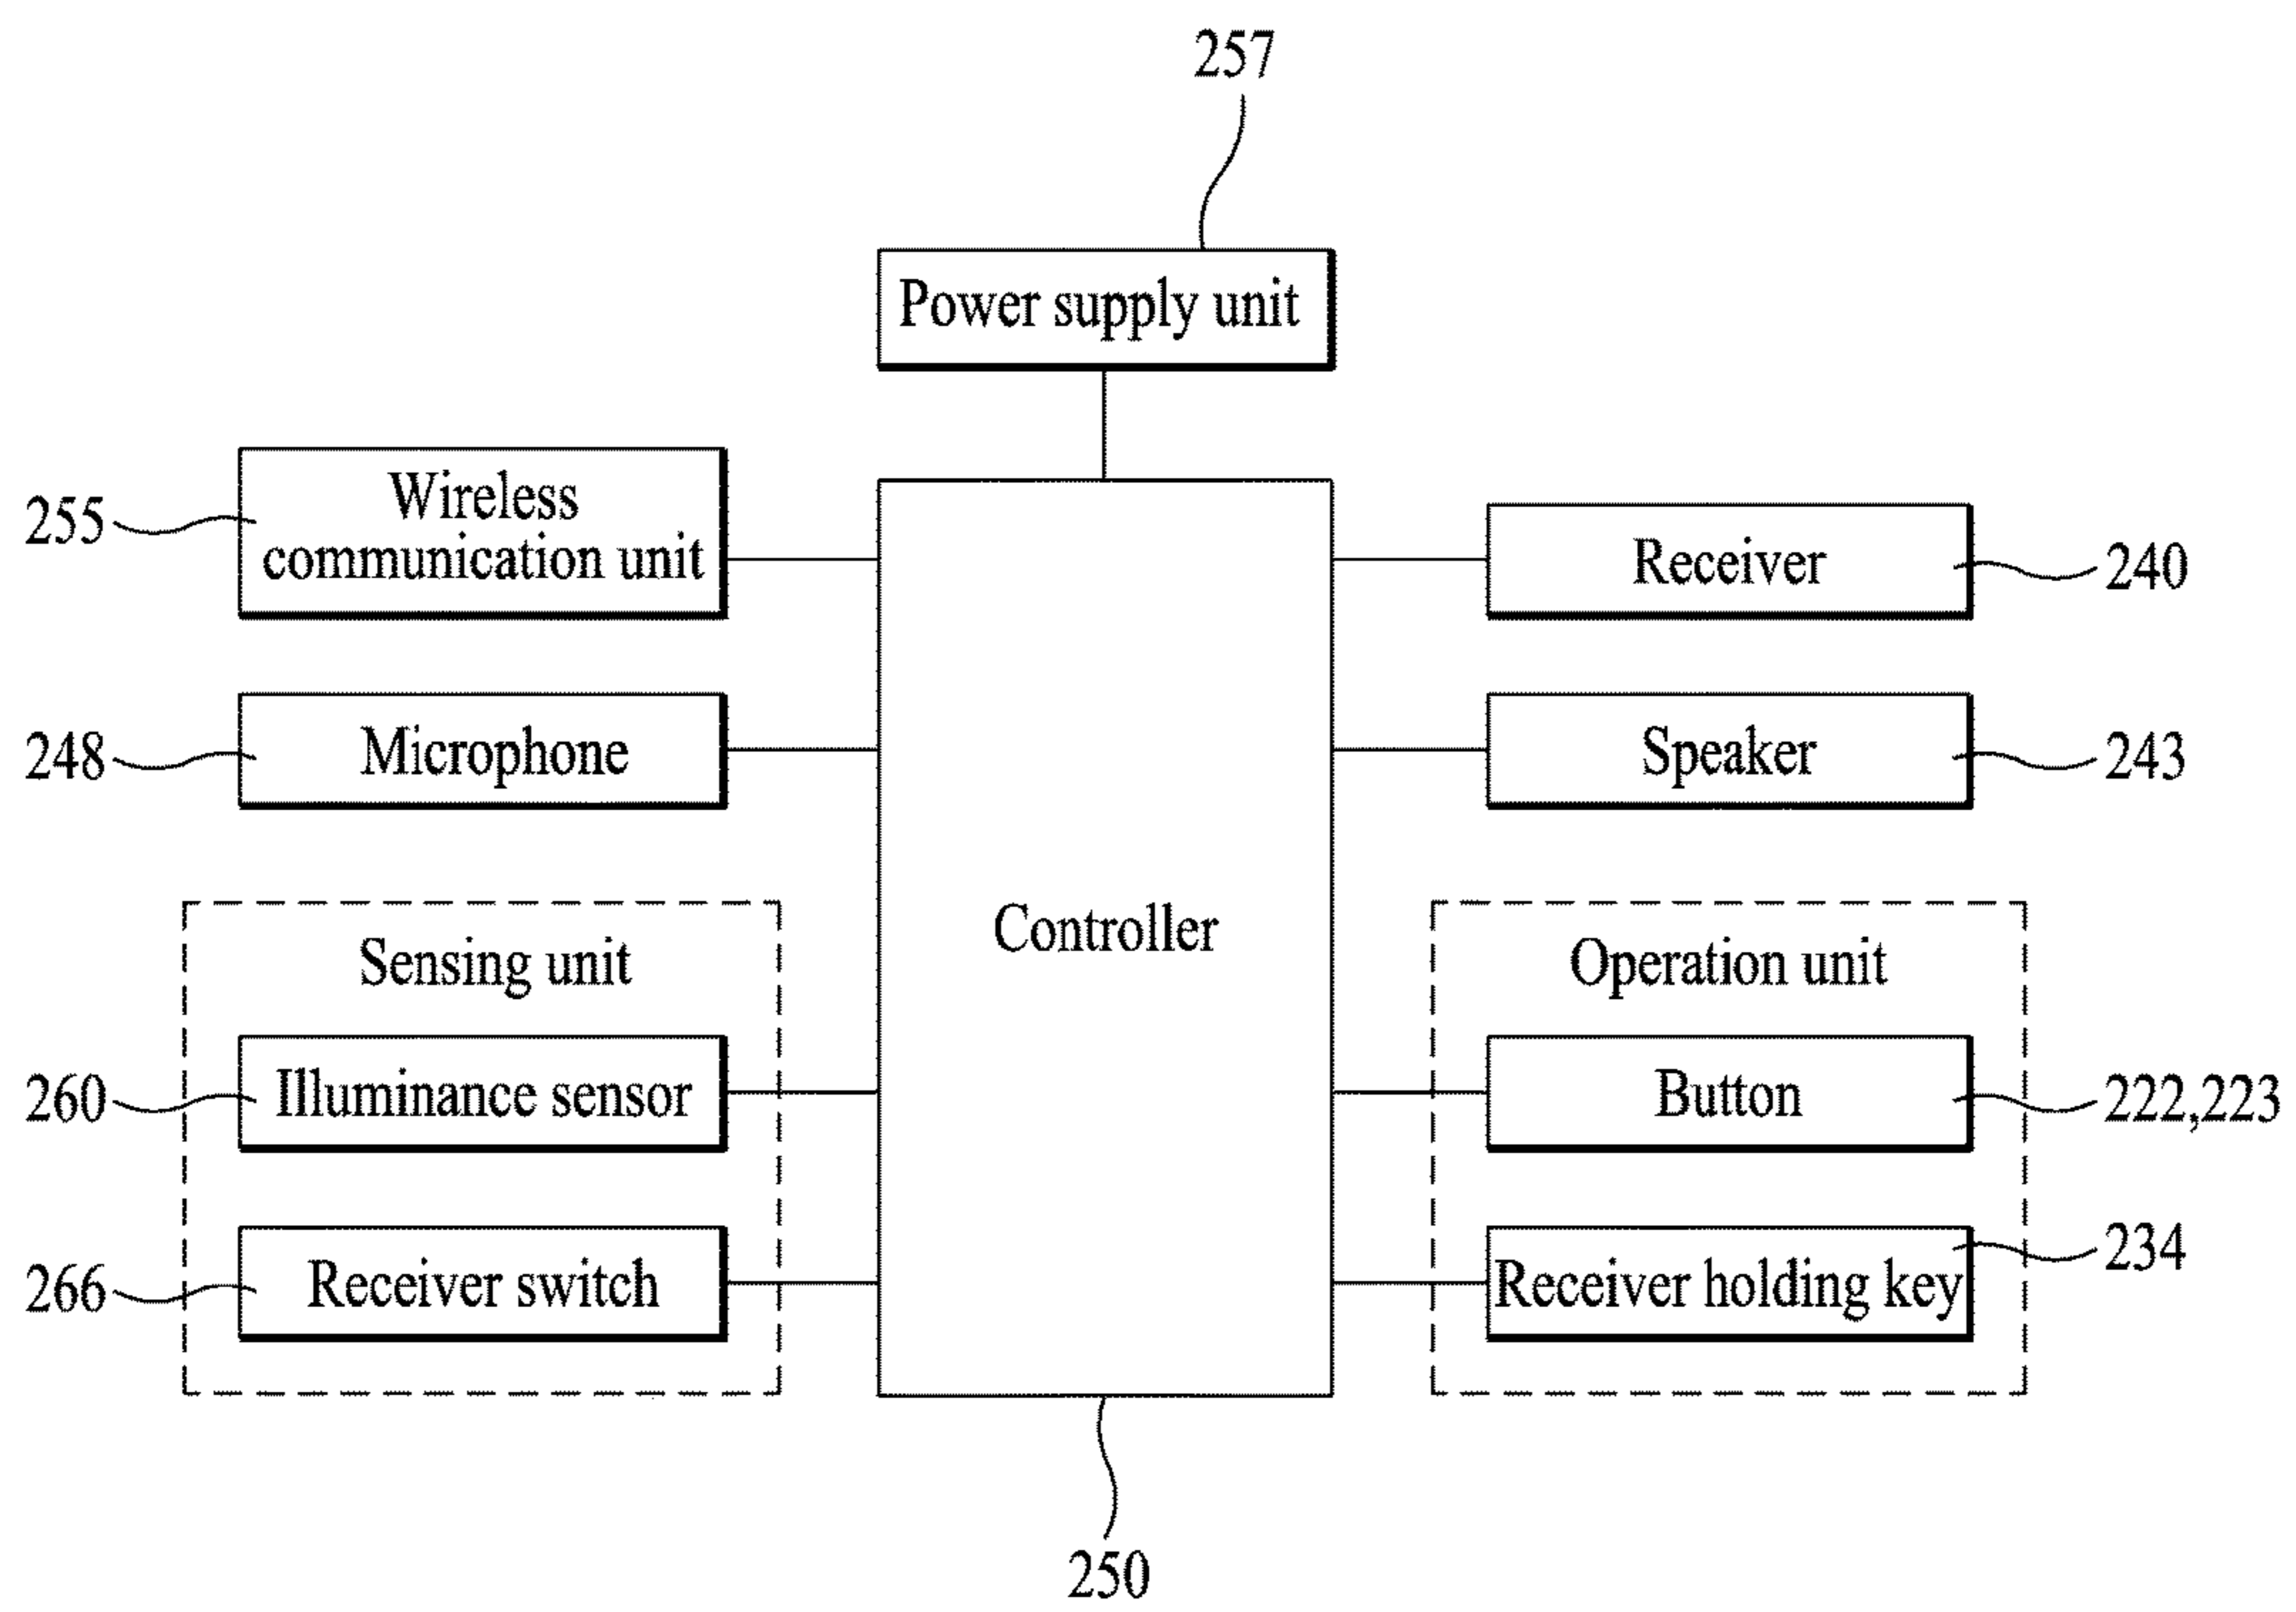 257
Power supply unit
255
Wireless
communication unit
Receiver
240
248
Microphone
Speaker
243
Controller
Sensing unit
Operation unit
260
Illuminance sensor
Button
222,223
266
Receiver switch
Receiver holding key
234
250